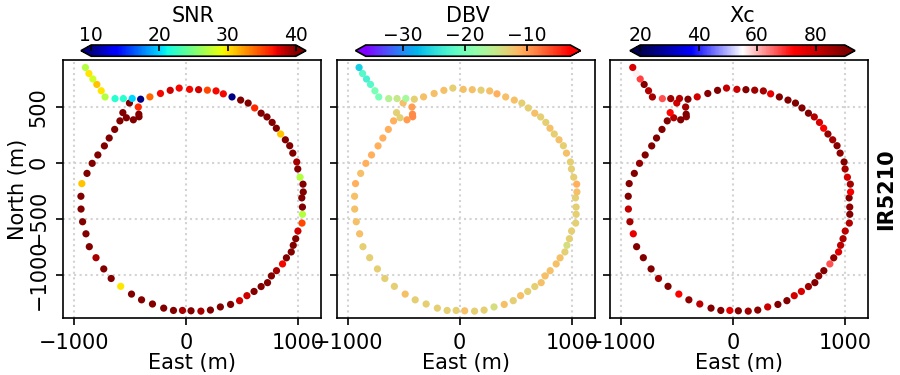 SNR DBV Xc
10 20 30 40 −30 −20 −10 20 40 60 80
500
0
−500
−1000
North (m)
IR5210
−1000 0 1000 −1000 0 1000 −1000 0 1000
East (m) East (m) East (m)